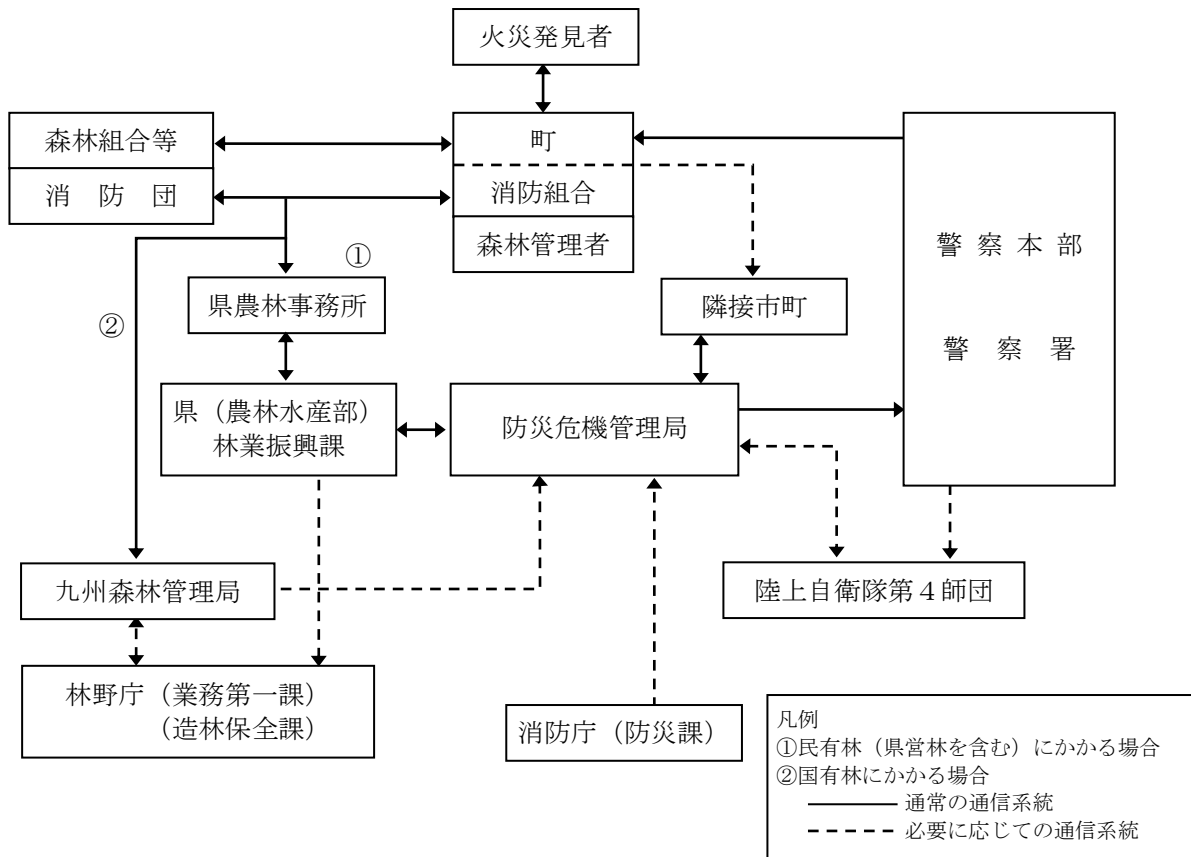 火災発見者
森林組合等
消防団
町
消防組合
森林管理者
警察本部
警察署
①
県農林事務所
②
隣接市町
県（農林水産部）
林業振興課
防災危機管理局
九州森林管理局
陸上自衛隊第４師団
林野庁（業務第一課）
（造林保全課）
消防庁（防災課）
凡例
①民有林（県営林を含む）にかかる場合
②国有林にかかる場合
通常の通信系統
必要に応じての通信系統